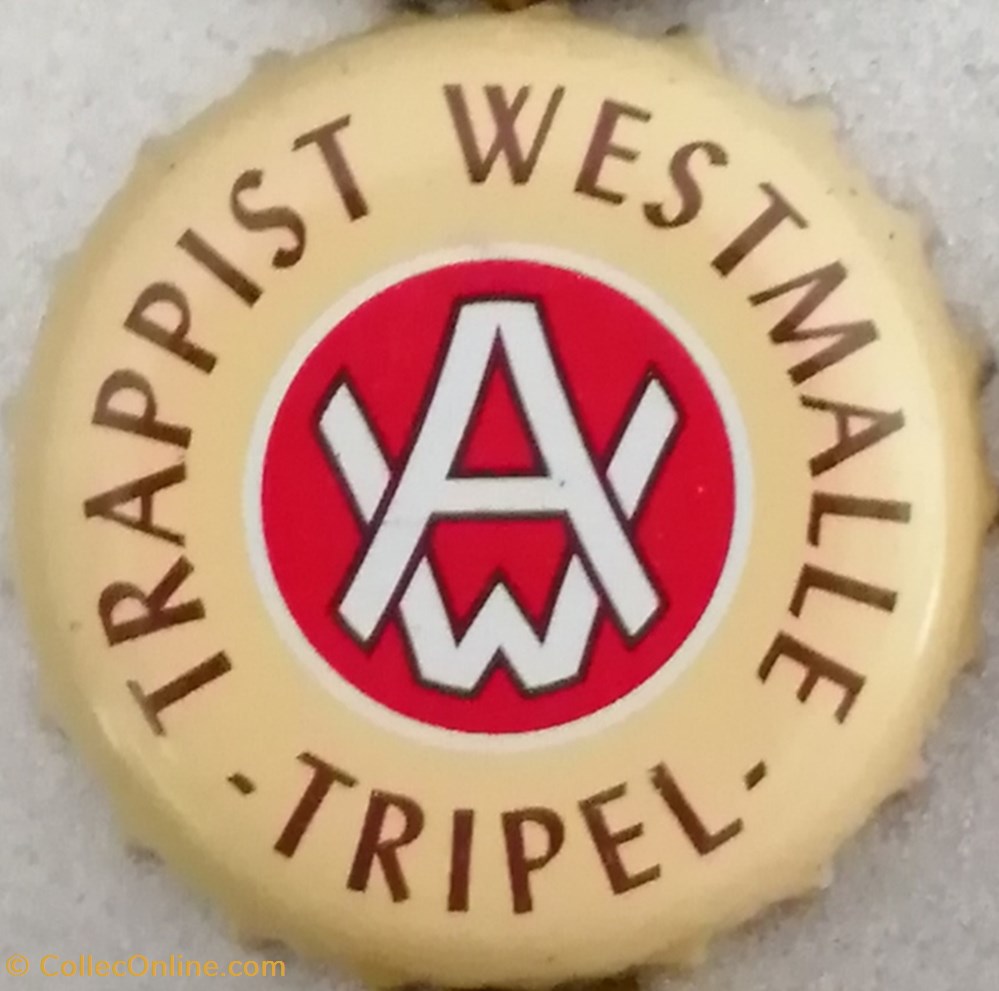 TRAPPIST WESTMALLE
- TRIPEL -
AW
© CollecOnline.com